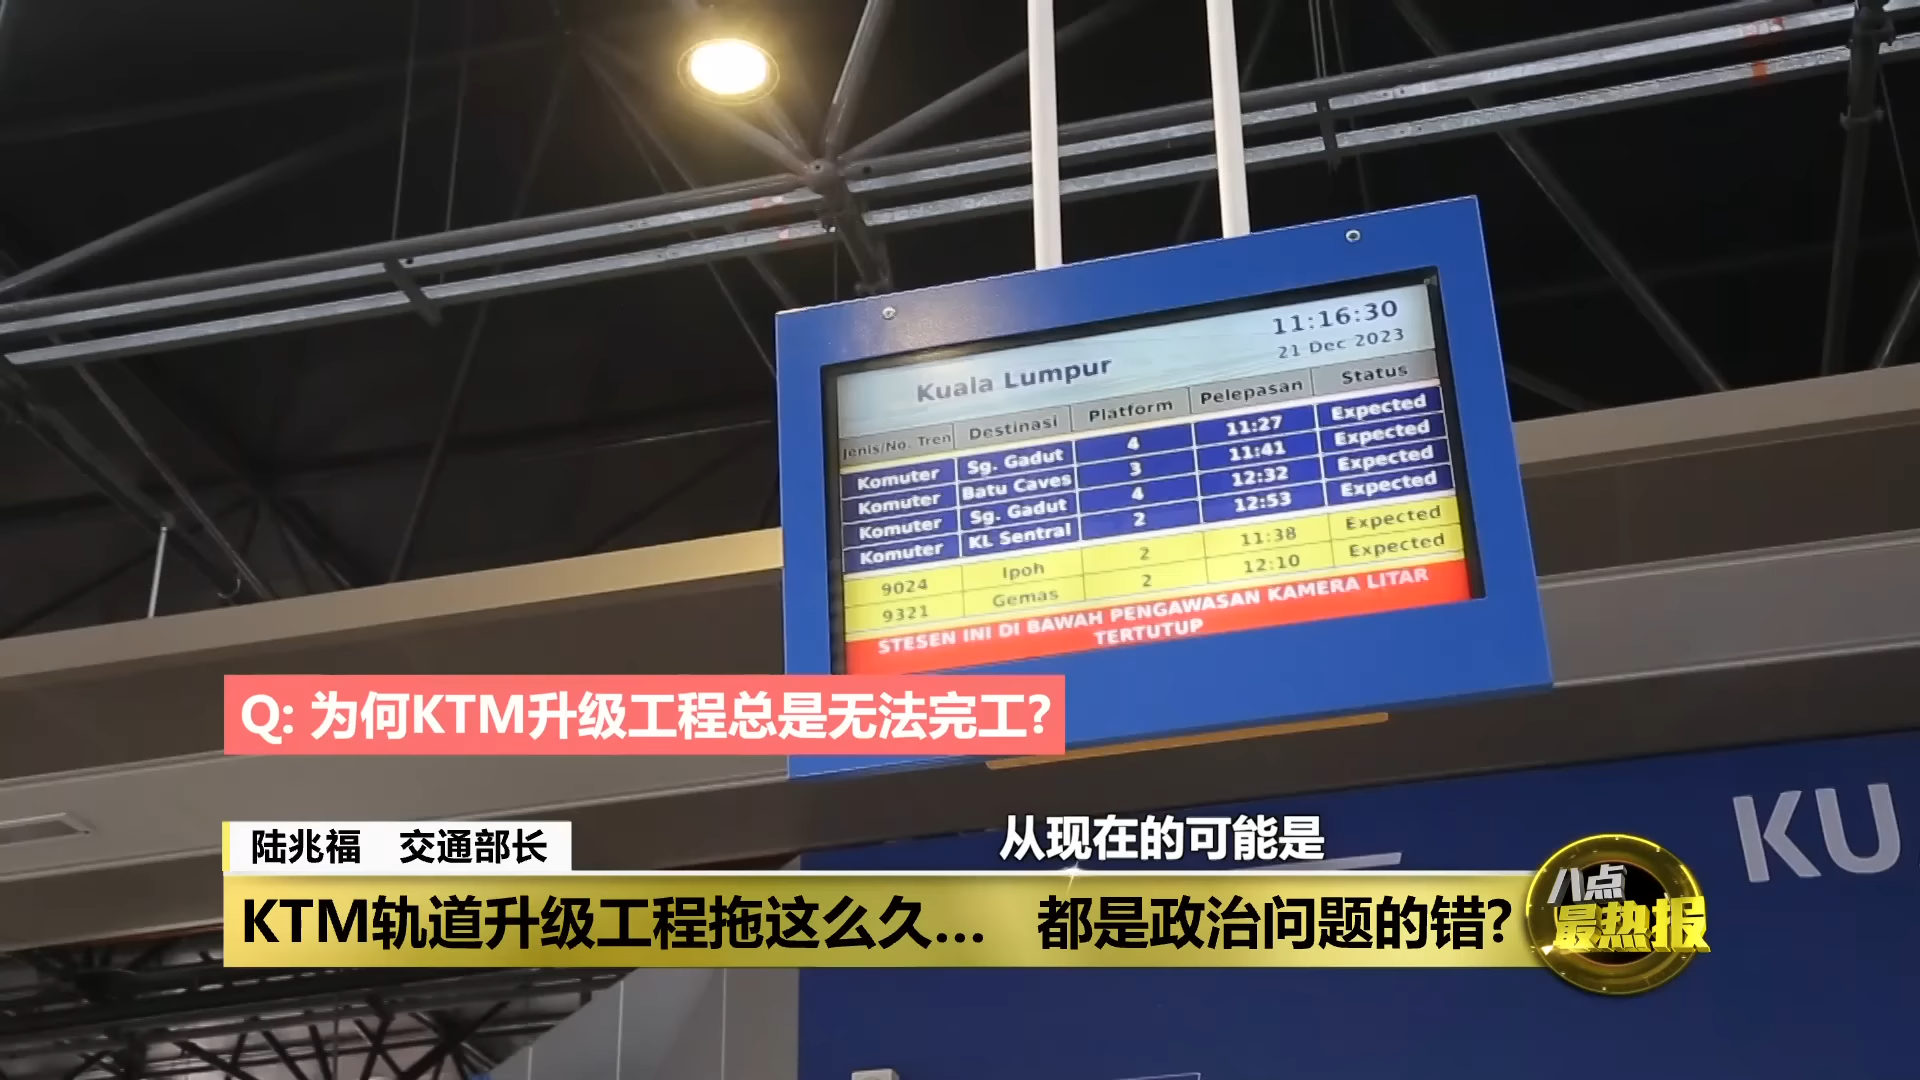 11:16:30
Kuala Lumpur
21 Dec 2023
Jenis/No. Tren Destinasi Platform Pelepasan Status
Komuter Sg. Gadut 4 11:27 Expected
Komuter Batu Caves 3 11:41 Expected
Komuter Sg. Gadut 4 12:32 Expected
Komuter KL Sentral 2 12:53 Expected
9024 Ipoh 2 11:38 Expected
9321 Gemas 2 12:10 Expected
STESEN INI DI BAWAH PENGAWASAN KAMERA LITAR
TERTUTUP
Q: 为何KTM升级工程总是无法完工?
KU
陆兆福 交通部长
从现在的可能是
KTM轨道升级工程拖这么久... 都是政治问题的错?
八点
最热报